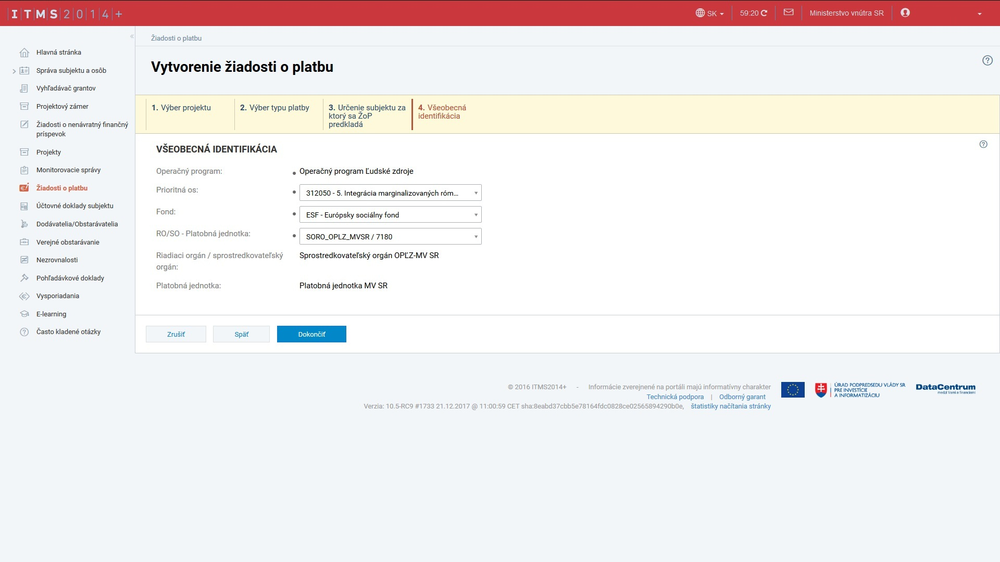 ITMS2014+
SK
59:20
Ministerstvo vnútra SR
Žiadosti o platbu
Hlavná stránka
Správa subjektu a osôb
Vyhľadávač grantov
Projektový zámer
Žiadosti o nenávratný finančný
príspevok
Projekty
Monitorovacie správy
Žiadosti o platbu
Účtovné doklady subjektu
Dodávatelia/Obstarávatelia
Verejné obstarávanie
Nezrovnalosti
Pohľadávkové doklady
Vysporiadania
E-learning
Často kladené otázky
Vytvorenie žiadosti o platbu
1. Výber projektu
2. Výber typu platby
3. Určenie subjektu za
ktorý sa ŽoP
predkladá
4. Všeobecná
identifikácia
VŠEOBECNÁ IDENTIFIKÁCIA
Operačný program:
Operačný program Ľudské zdroje
Prioritná os:
312050 - 5. Integrácia marginalizovaných róm...
Fond:
ESF - Európsky sociálny fond
RO/SO - Platobná jednotka:
SORO_OPLZ_MVSR / 7180
Riadiaci orgán / sprostredkovateľský
orgán:
Sprostredkovateľský orgán OPĽZ-MV SR
Platobná jednotka:
Platobná jednotka MV SR
Zrušiť
Späť
Dokončiť
© 2016 ITMS2014+ - Informácie zverejnené na portáli majú informatívny charakter
Technická podpora | Odborný garant
Verzia: 10.5-RC9 #1733 21.12.2017 @ 11:00:59 CET sha:8eabd37cbb5e78164fdc0828ce02565894290b0e, štatistiky načítania stránky
ÚRAD PODPREDSEDU VLÁDY SR
PRE INVESTÍCIE
A INFORMATIZÁCIU
DataCentrum
medzi Vami a financiami